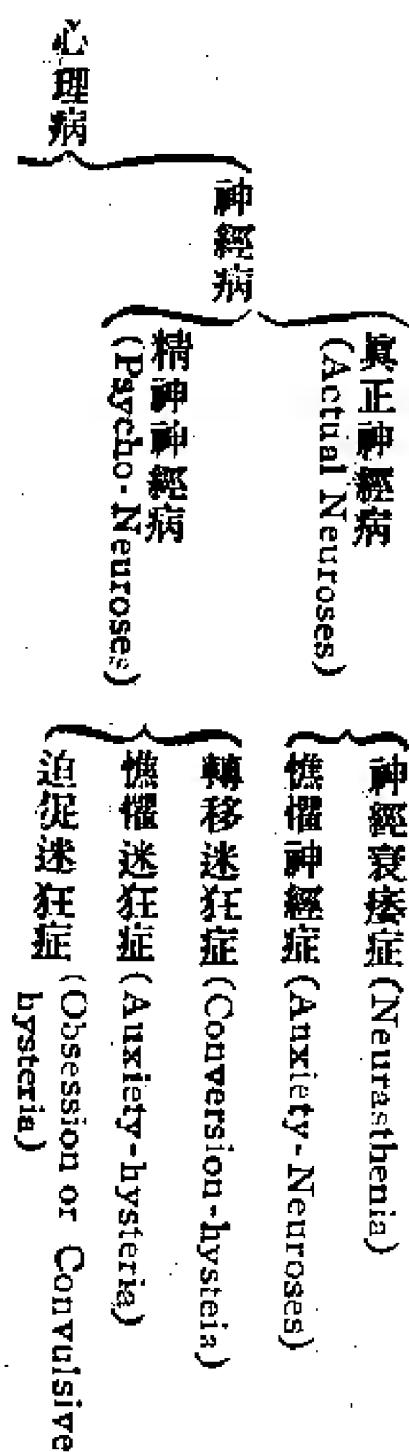 心理病
神經病
真正神經病
(Actual Neuroses)
神經衰痿症(Neurasthenia)
憔懼神經症(Anxiety-Neuroses)
精神神經病
(Psycho-Neuroses)
轉移迷狂症(Conversion-hysteia)
憔懼迷狂症(Anxiety-hysteria)
迫促迷狂症(Obsession or Convulsive
hysteria)